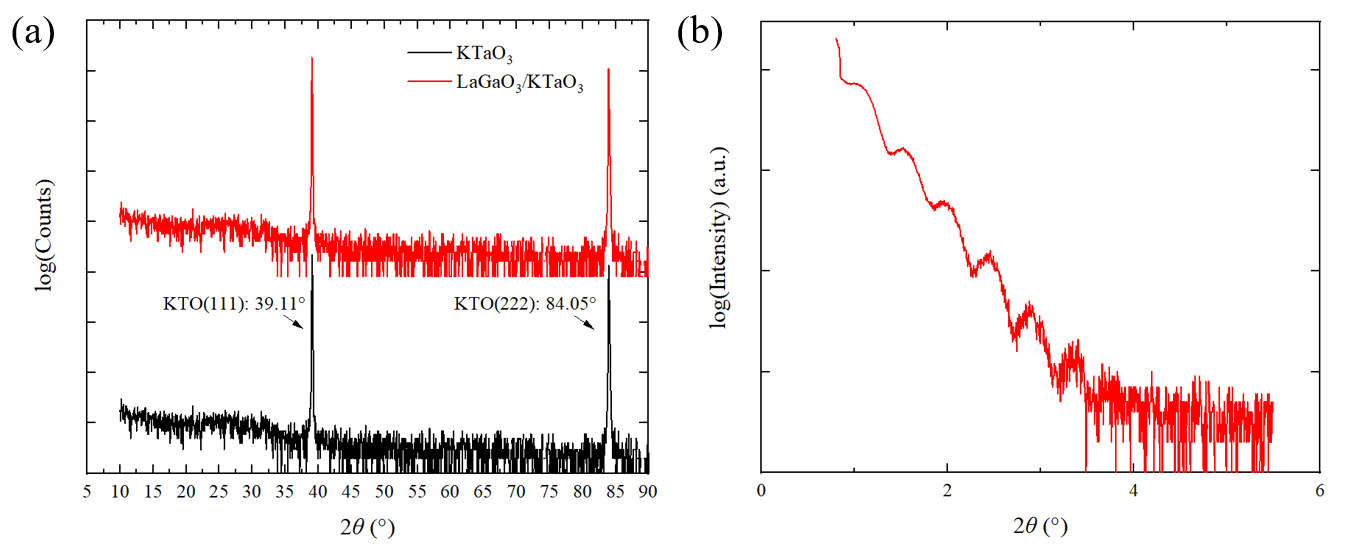 (a)
KTaO3
LaGaO3/KTaO3
log(Counts)
KTO(111): 39.11°
KTO(222): 84.05°
5 10 15 20 25 30 35 40 45 50 55 60 65 70 75 80 85 90
2θ (°)
(b)
log(Intensity) (a.u.)
0 2 4 6
2θ (°)